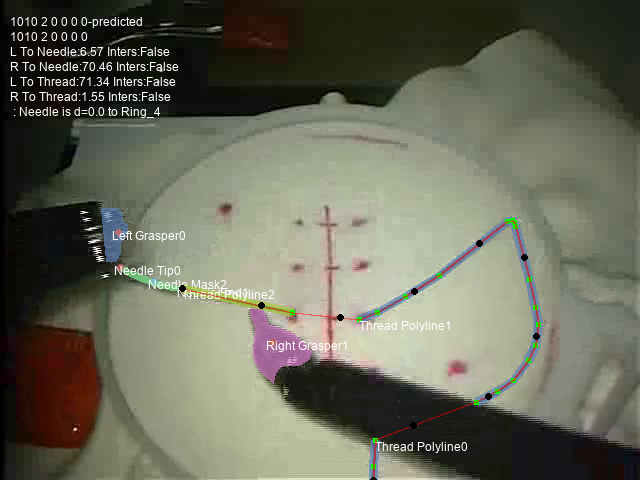 1010 2 0 0 0 0-predicted
1010 2 0 0 0 0
L To Needle:6.57 Inters:False
R To Needle:70.46 Inters:False
L To Thread:71.34 Inters:False
R To Thread:1.55 Inters:False
: Needle is d=0.0 to Ring_4
Left Grasper0
Needle Tip0
Needle Mask2
Thread Polyline2
Thread Polyline1
Right Grasper1
Thread Polyline0